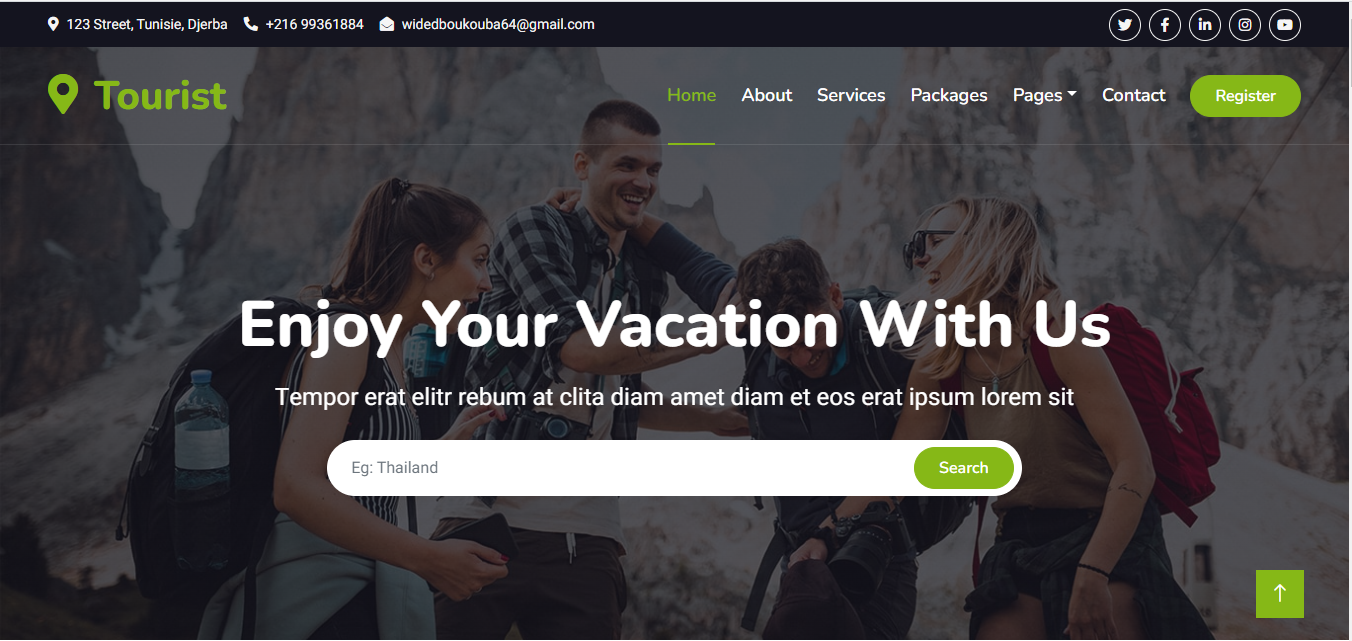 123 Street, Tunisie, Djerba +216 99361884 widedboukouba64@gmail.com
Tourist Home About Services Packages Pages Contact Register
Enjoy Your Vacation With Us
Tempor erat elitr rebum at clita diam amet diam et eos erat ipsum lorem sit
Eg: Thailand Search